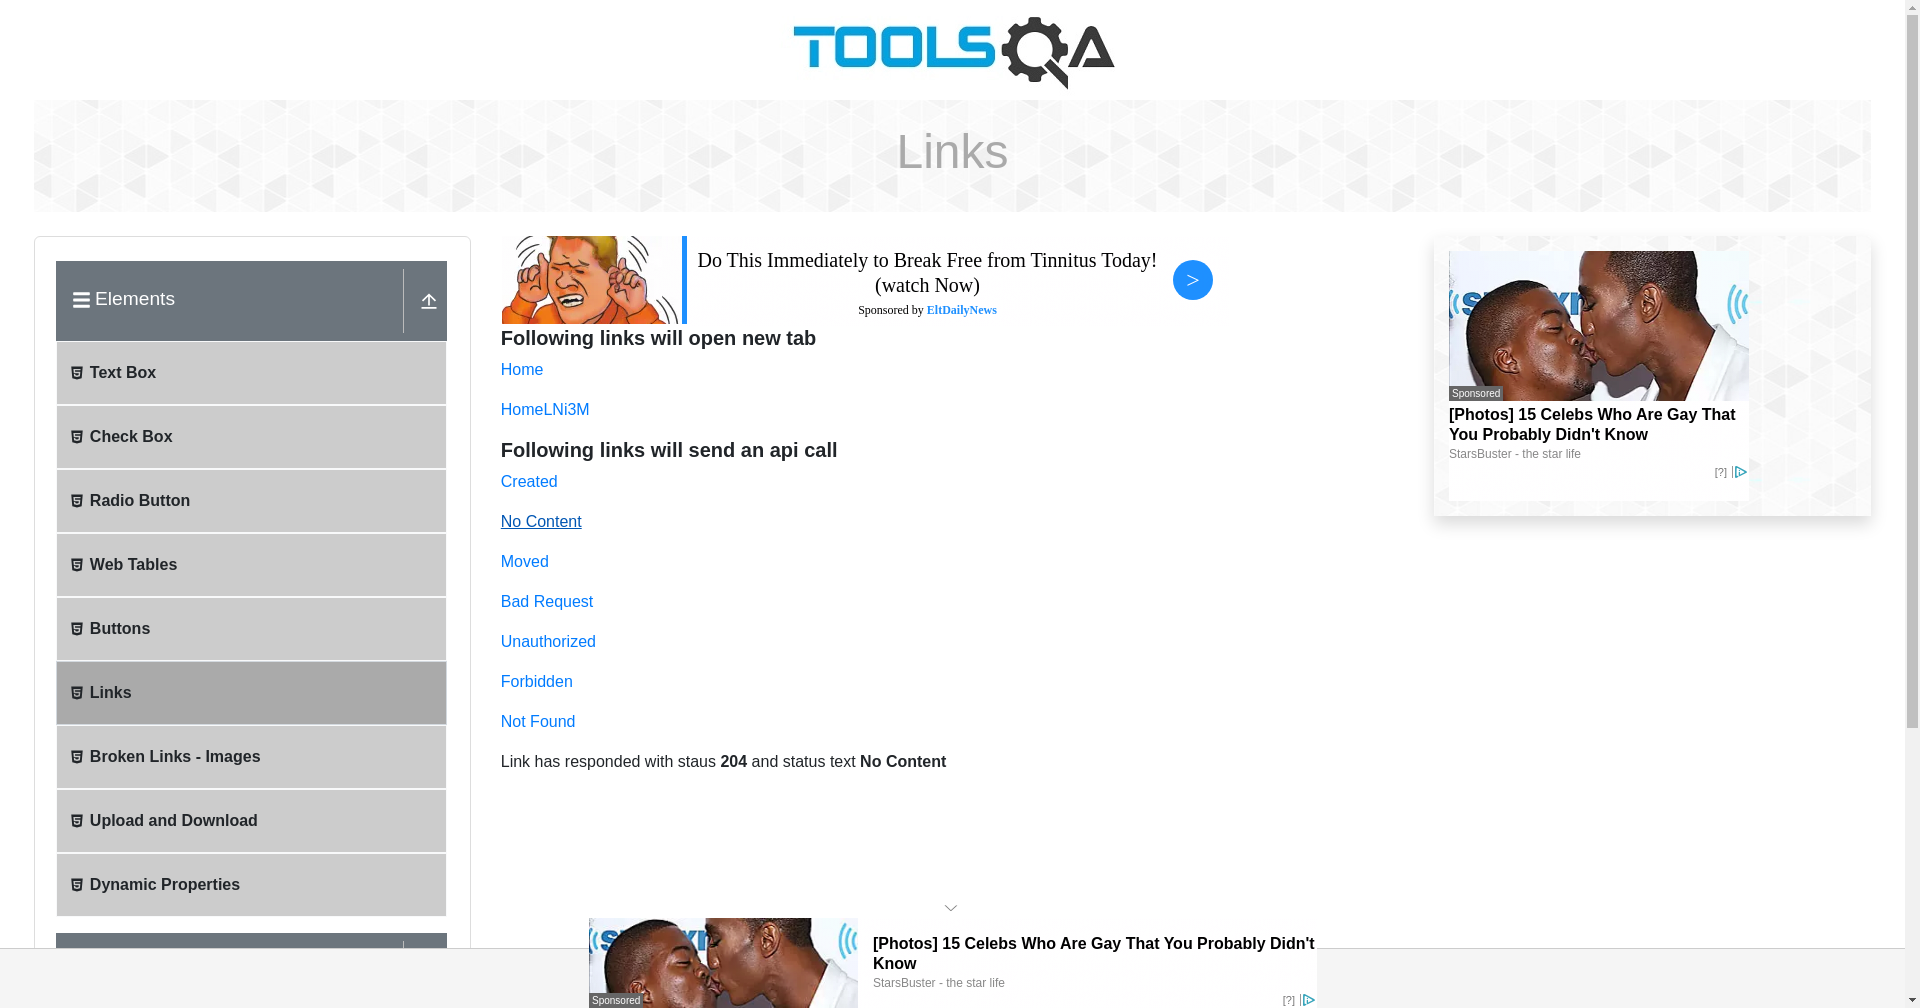 TOOLSQA
Links
Elements
Text Box
Check Box
Radio Button
Web Tables
Buttons
Links
Broken Links - Images
Upload and Download
Dynamic Properties
Do This Immediately to Break Free from Tinnitus Today!
(watch Now)
Sponsored by EltDailyNews
>
Following links will open new tab
Home
HomeLNi3M
Following links will send an api call
Created
No Content
Moved
Bad Request
Unauthorized
Forbidden
Not Found
Link has responded with staus 204 and status text No Content
Sponsored
[Photos] 15 Celebs Who Are Gay That
You Probably Didn't Know
StarsBuster - the star life
[?]
Sponsored
[Photos] 15 Celebs Who Are Gay That You Probably Didn't
Know
StarsBuster - the star life
[?]